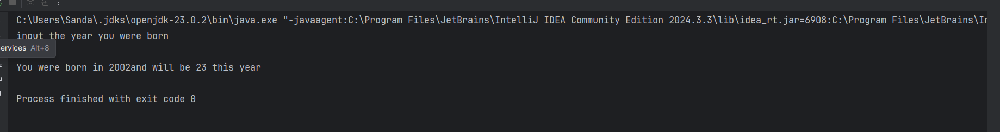 C:\Users\Sanda\.jdks\openjdk-23.0.2\bin\java.exe "-javaagent:C:\Program Files\JetBrains\IntelliJ IDEA Community Edition 2024.3.3\lib\idea_rt.jar=6908:C:\Program Files\JetBrains\In
input the year you were born
ervices Alt+8
You were born in 2002and will be 23 this year
Process finished with exit code 0